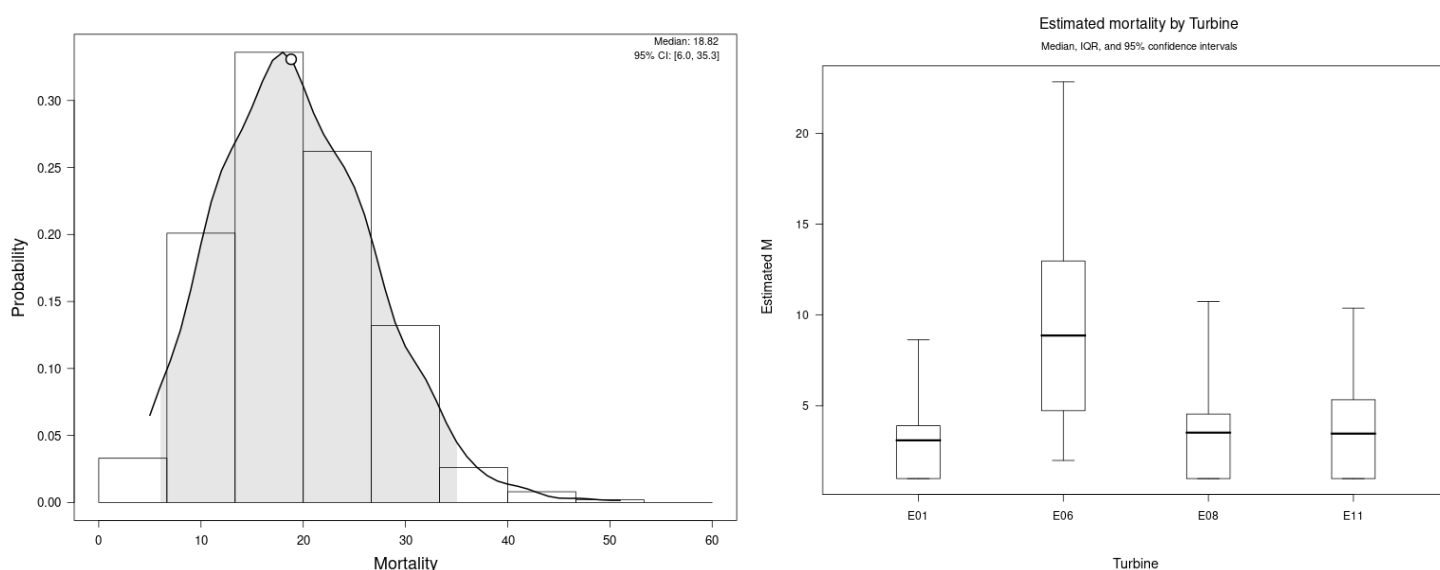 Median: 18.82
95% CI: [6.0, 35.3]
Probability
0.30
0.25
0.20
0.15
0.10
0.05
0.00
0 10 20 30 40 50 60
Mortality
Estimated mortality by Turbine
Median, IQR, and 95% confidence intervals
Estimated M
20
15
10
5
E01 E06 E08 E11
Turbine